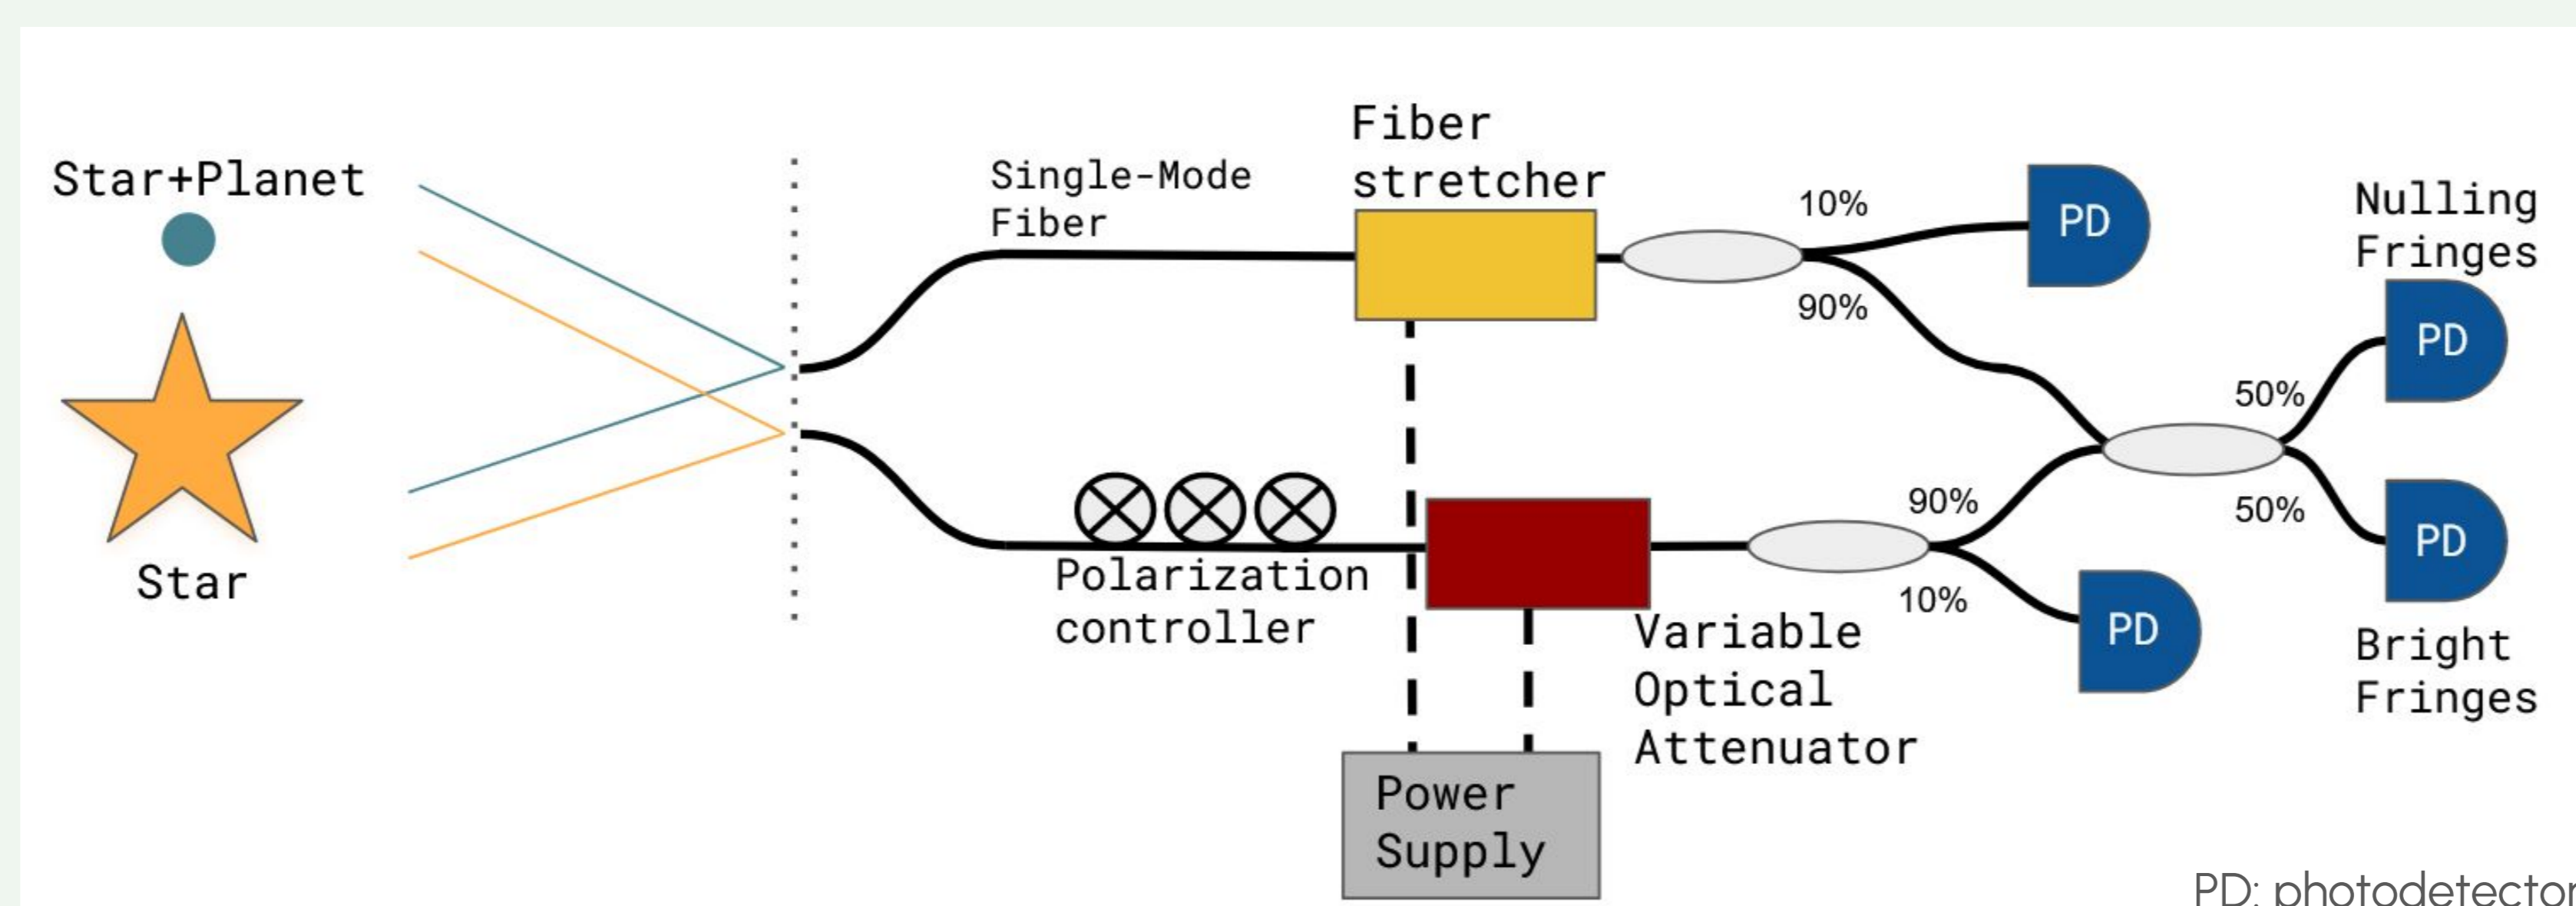 Star+Planet
Star
Single-Mode
Fiber
Fiber
stretcher
Polarization
controller
Variable
Optical
Attenuator
Power
Supply
10%
90%
PD
90%
10%
PD
50%
50%
Nulling
Fringes
PD
PD
Bright
Fringes
PD: photodetector